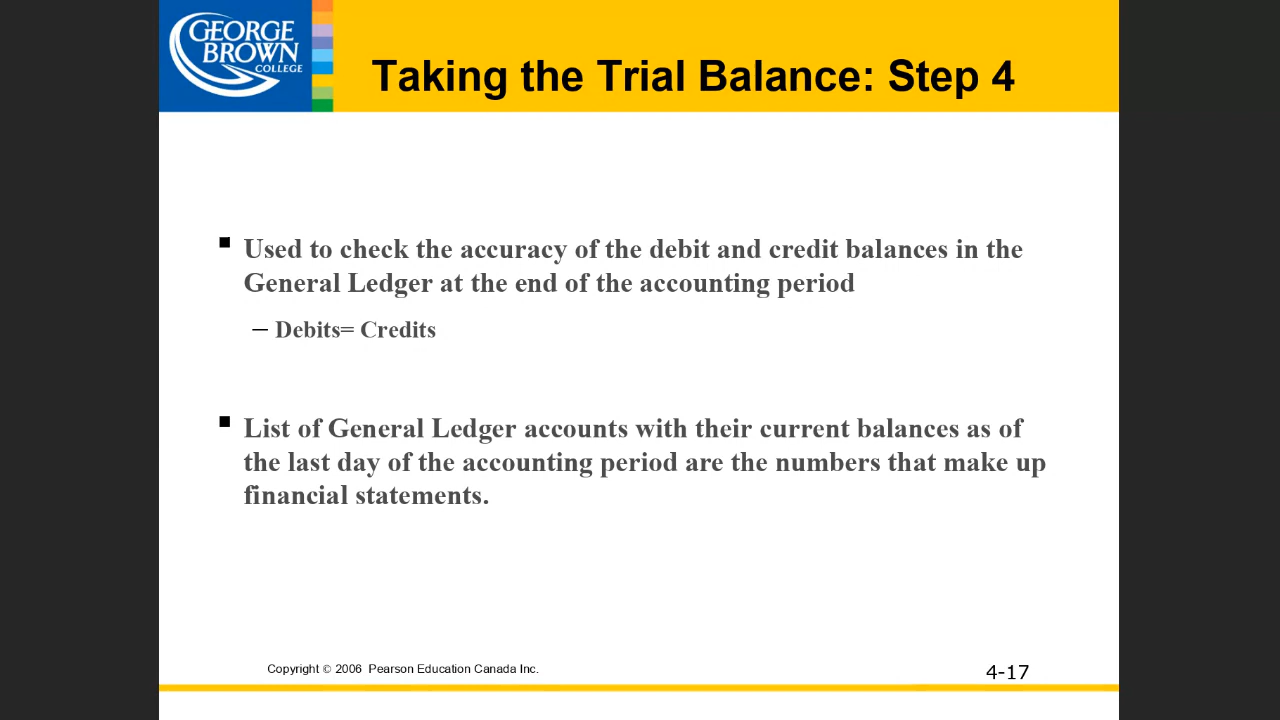 GEORGE
BROWN
COLLEGE
Taking the Trial Balance: Step 4
Used to check the accuracy of the debit and credit balances in the
General Ledger at the end of the accounting period
– Debits= Credits
List of General Ledger accounts with their current balances as of
the last day of the accounting period are the numbers that make up
financial statements.
Copyright © 2006 Pearson Education Canada Inc.
4-17